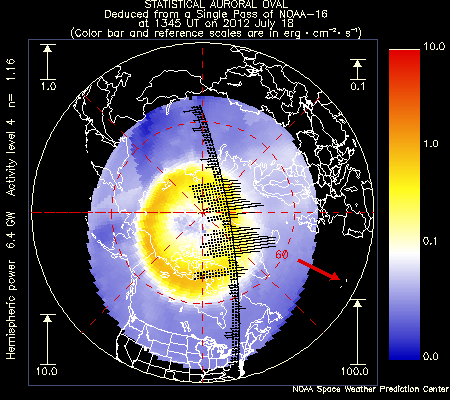 STATISTICAL AURORAL OVAL
Deduced from a Single Pass of NOAA-16
at 1345 UT on 2012 July 18
(Color bar and reference scales are in erg · cm⁻² · s⁻¹)
Hemispheric power 6.4 GW Activity level 4 n= 1.16
1.0
0.1
10.0
100.0
60
10.0
1.0
0.1
0.0
NOAA Space Weather Prediction Center